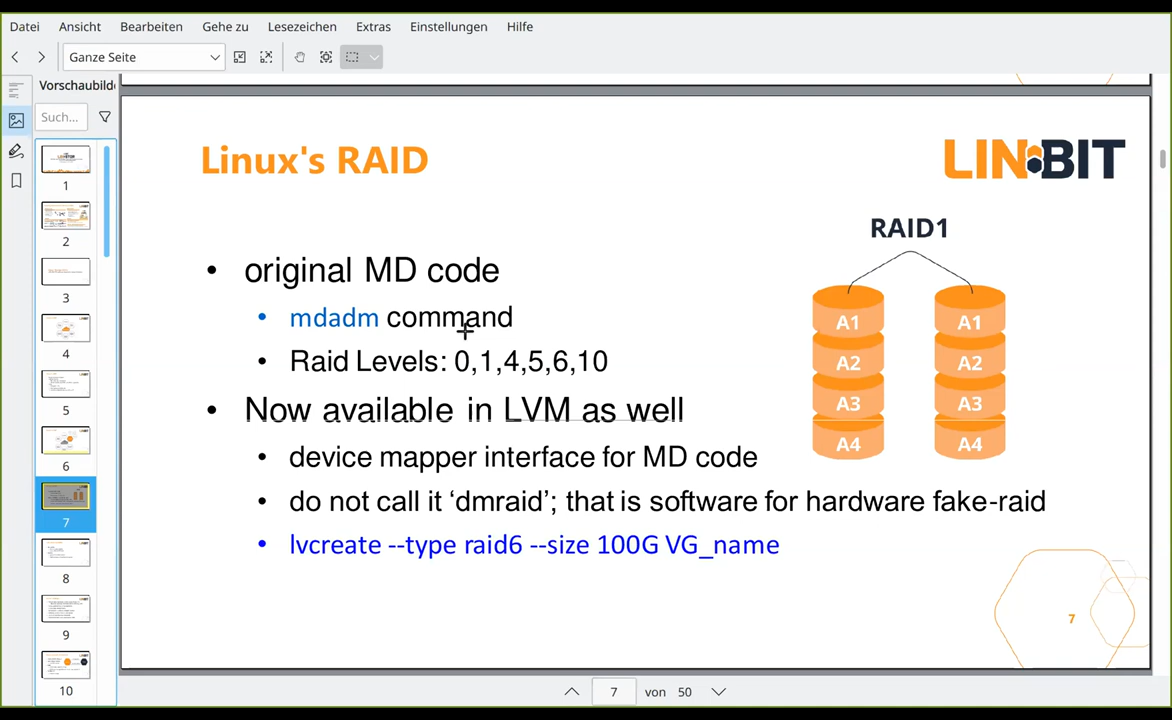 Datei Ansicht Bearbeiten Gehe zu Lesezeichen Extras Einstellungen Hilfe
Ganze Seite
Vorschaubild
Such...
1
2
3
4
5
6
7
8
9
10
Linux's RAID
LINBIT
RAID1
A1 A1
A2 A2
A3 A3
A4 A4
• original MD code
• mdadm command
• Raid Levels: 0,1,4,5,6,10
• Now available in LVM as well
• device mapper interface for MD code
• do not call it ‘dmraid’; that is software for hardware fake-raid
• lvcreate --type raid6 --size 100G VG_name
7
7 von 50